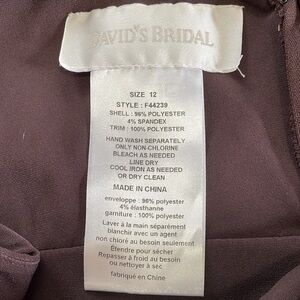 DAVID'S BRIDAL
SIZE 12
STYLE : F44239
SHELL : 96% POLYESTER
4% SPANDEX
TRIM : 100% POLYESTER
HAND WASH SEPARATELY
ONLY NON-CHLORINE
BLEACH AS NEEDED
LINE DRY
COOL IRON AS NEEDED
OR DRY CLEAN
MADE IN CHINA
enveloppe : 96% polyester
4% élasthanne
garniture : 100% polyester
Laver à la main séparément
blanchir avec un agent
non chloré au besoin seulement
Étendre pour sécher
Repasser à froid au besoin
ou nettoyer à sec
fabriqué en Chine